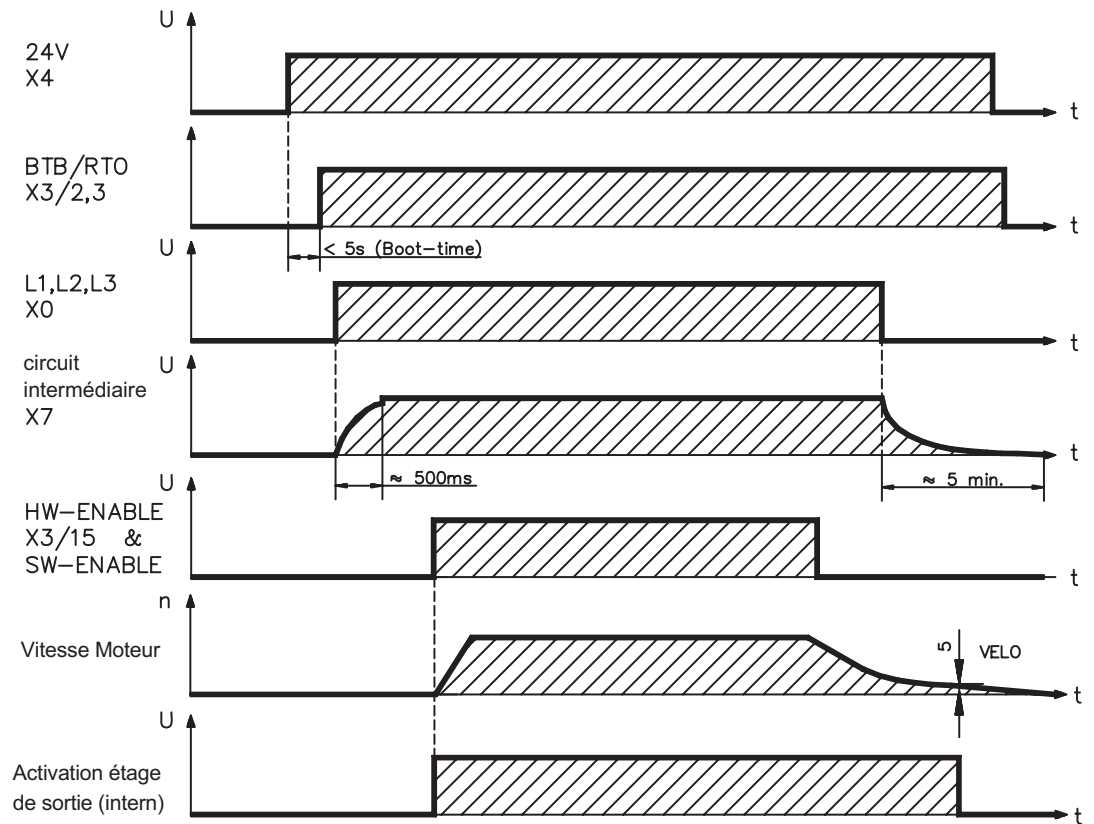 U
24V
X4
t
BTB/RTO
X3/2,3
t
< 5s (Boot-time)
U
L1,L2,L3
X0
t
circuit
intermédiaire
X7
U
t
≈ 500ms
≈ 5 min.
U
HW-ENABLE
X3/15 &
SW-ENABLE
t
n
Vitesse Moteur
5
VELO
t
U
Activation étage
de sortie (intern)
t